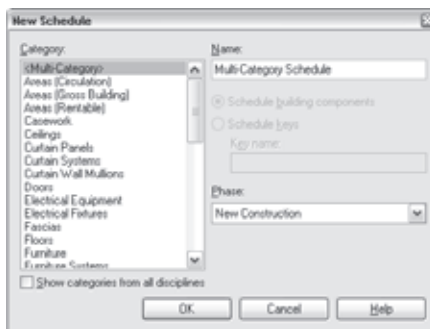 New Schedule
Category:
<Multi-Category>
Areas (Circulation)
Areas (Gross Building)
Areas (Rentable)
Casework
Ceilings
Curtain Panels
Curtain Systems
Curtain Wall Mullions
Doors
Electrical Equipment
Electrical Fixtures
Fascias
Floors
Furniture
Furniture Systems
Show categories from all disciplines
Name:
Multi-Category Schedule
Schedule building components
Schedule keys
Key name:
Phase:
New Construction
OK
Cancel
Help